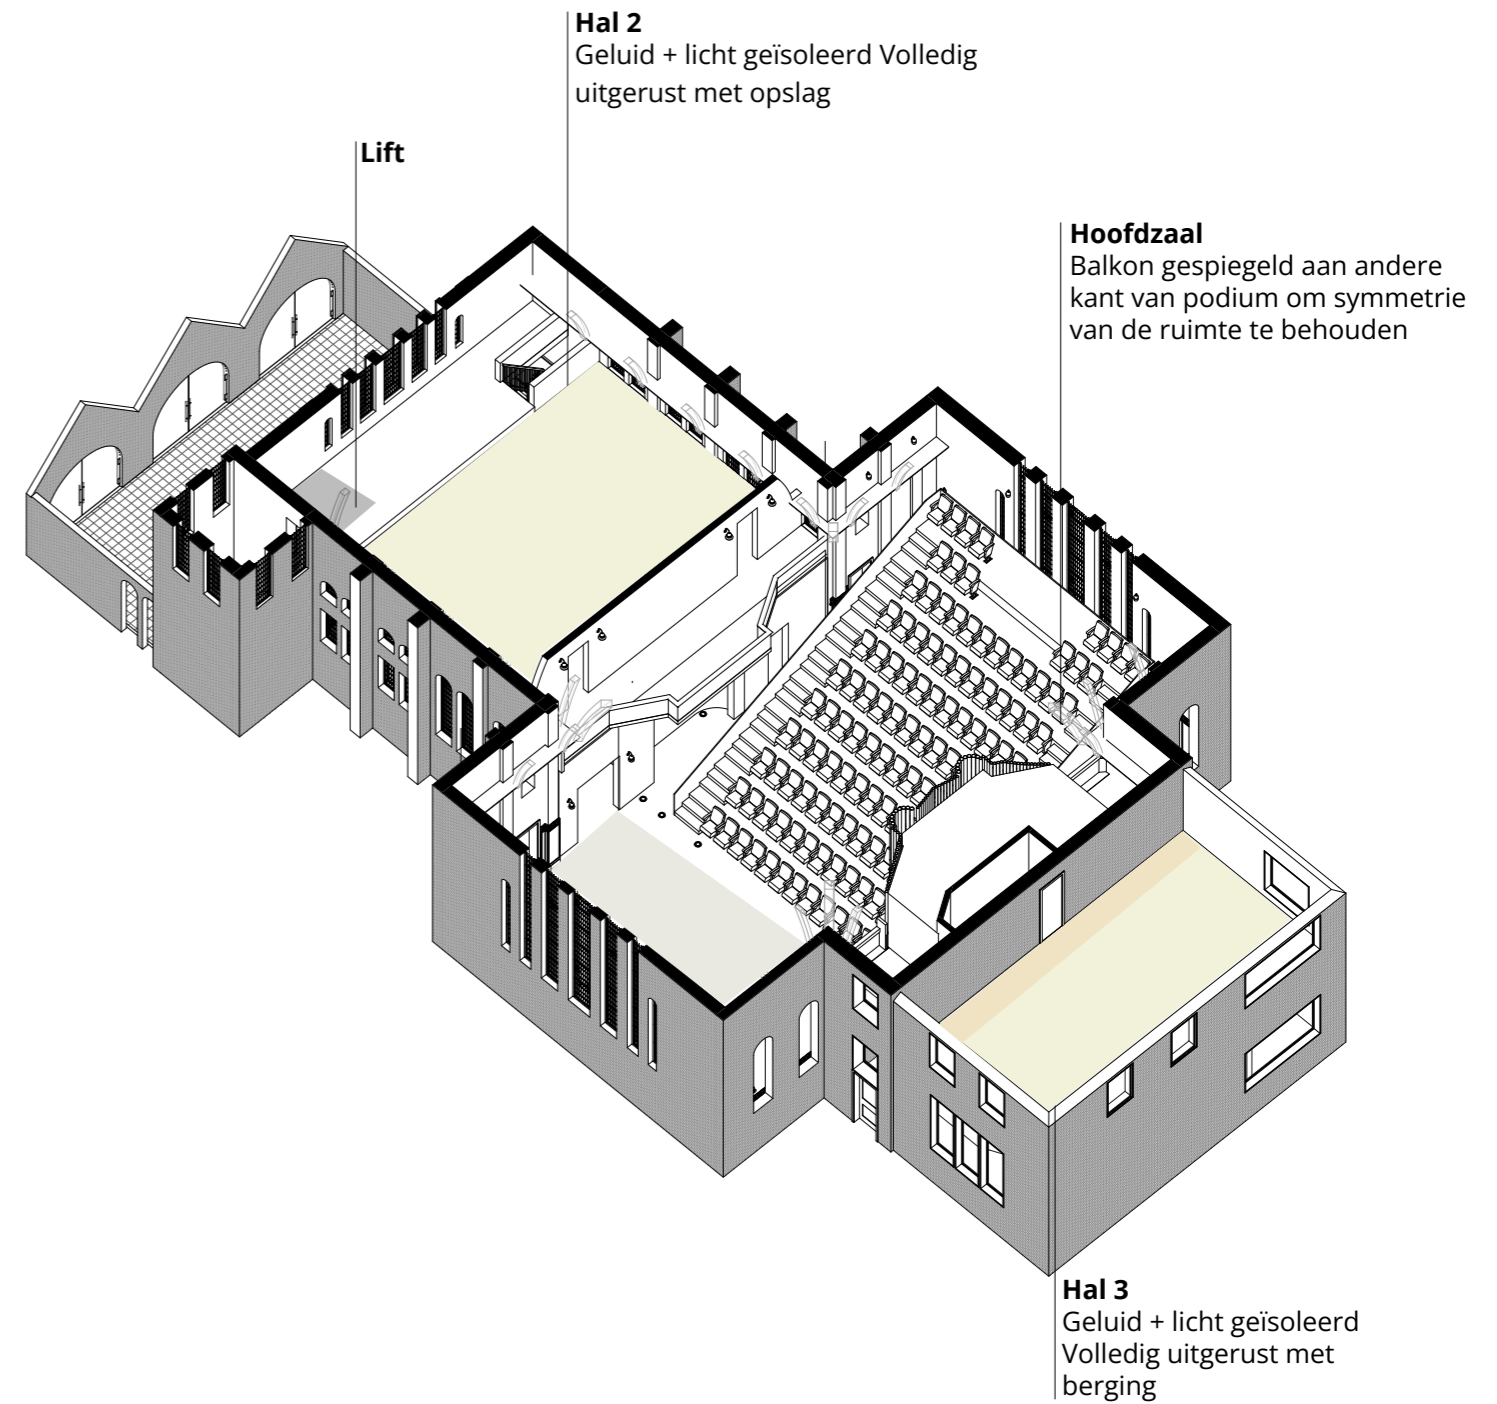 Hal 2
Geluid + licht geïsoleerd Volledig
uitgerust met opslag
Lift
Hoofdzaal
Balkon gespiegeld aan andere
kant van podium om symmetrie
van de ruimte te behouden
Hal 3
Geluid + licht geïsoleerd
Volledig uitgerust met
berging